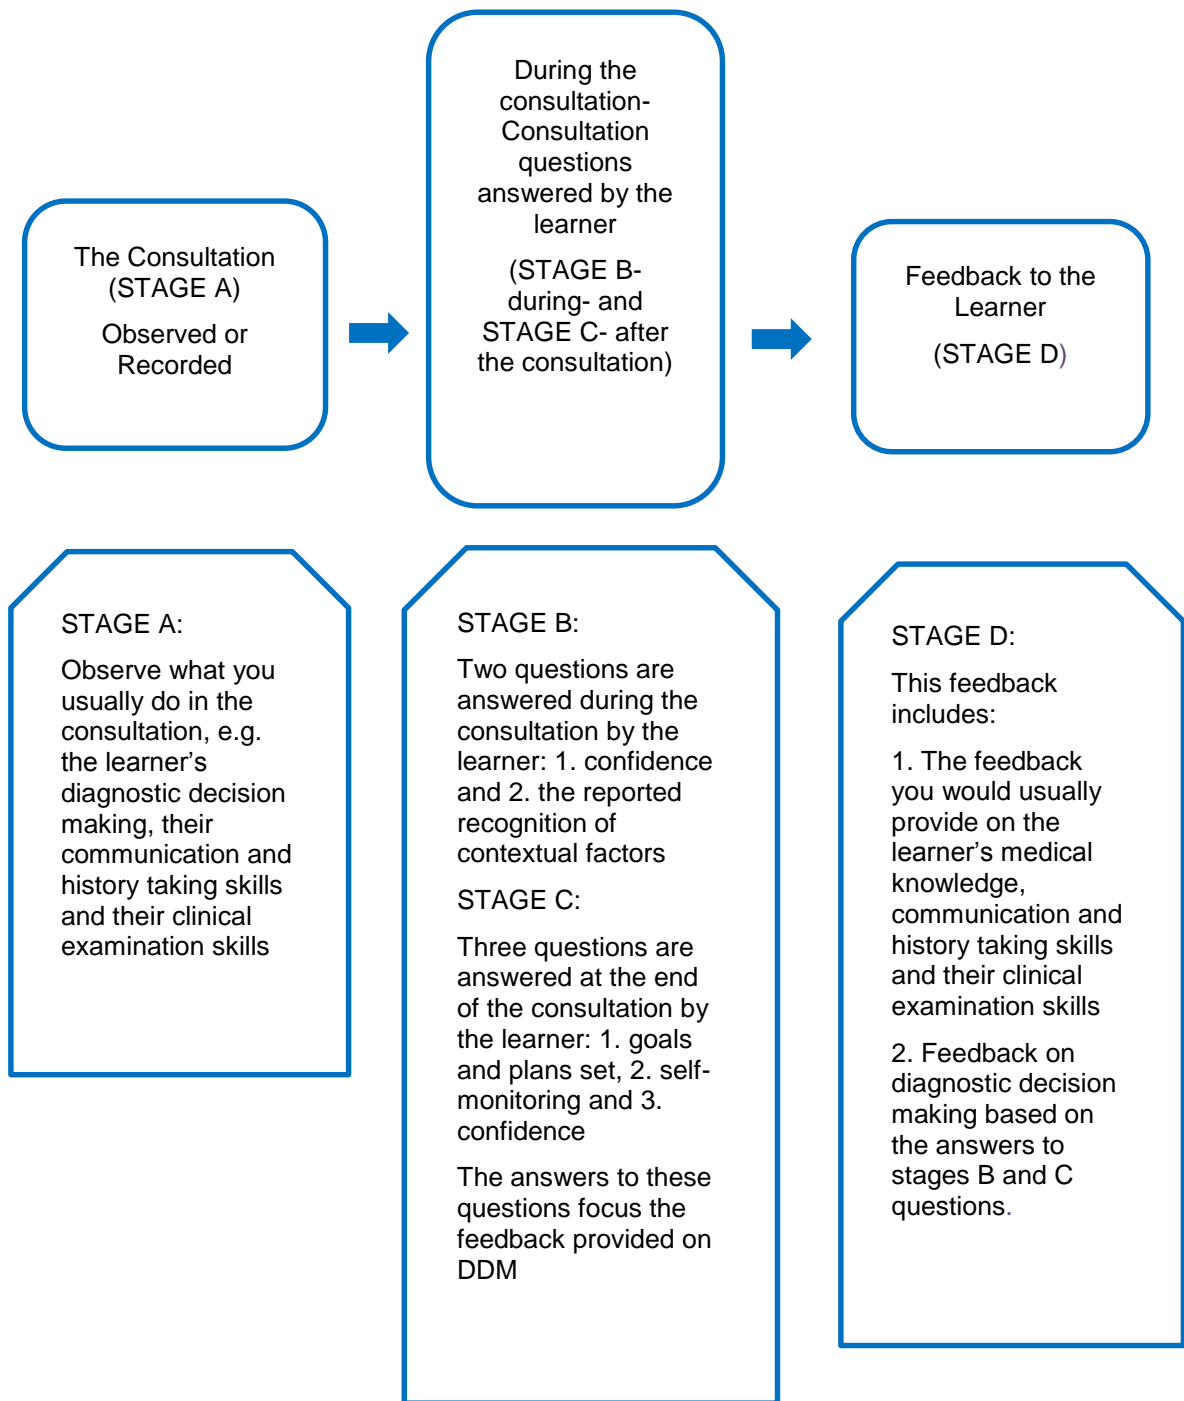 The Consultation
(STAGE A)
Observed or
Recorded
During the
consultation-
Consultation
questions
answered by the
learner
(STAGE B-
during- and
STAGE C- after
the consultation)
Feedback to the
Learner
(STAGE D)
STAGE A:
Observe what you
usually do in the
consultation, e.g.
the learner’s
diagnostic decision
making, their
communication and
history taking skills
and their clinical
examination skills
STAGE B:
Two questions are
answered during the
consultation by the
learner: 1. confidence
and 2. the reported
recognition of
contextual factors
STAGE C:
Three questions are
answered at the end
of the consultation by
the learner: 1. goals
and plans set, 2. self-
monitoring and 3.
confidence
The answers to these
questions focus the
feedback provided on
DDM
STAGE D:
This feedback
includes:
1. The feedback
you would usually
provide on the
learner’s medical
knowledge,
communication and
history taking skills
and their clinical
examination skills
2. Feedback on
diagnostic decision
making based on
the answers to
stages B and C
questions.